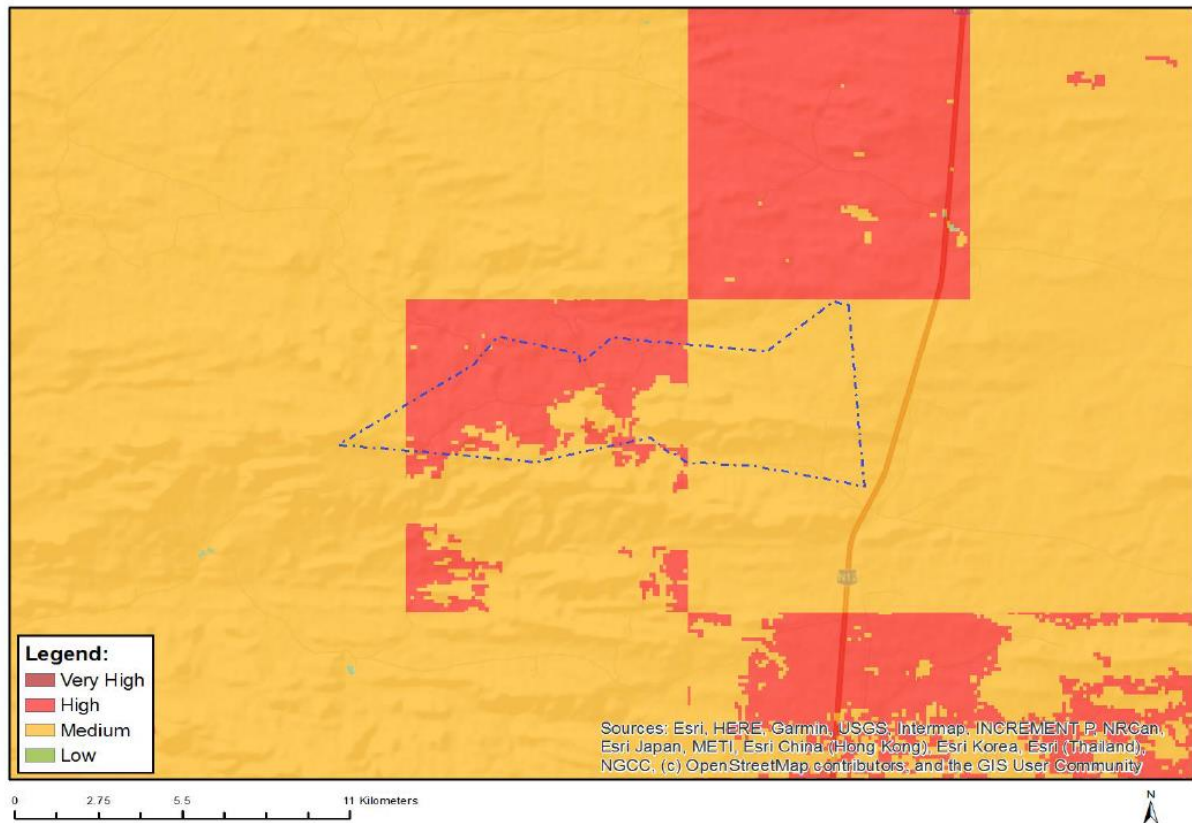 Legend:
Very High
High
Medium
Low
Sources: Esri, HERE, Garmin, USGS, Intermap, INCREMENT P, NRCan,
Esri Japan, METI, Esri China (Hong Kong), Esri Korea, Esri (Thailand),
NGCC, (c) OpenStreetMap contributors, and the GIS User Community
0 2.75 5.5 11 Kilometers
N